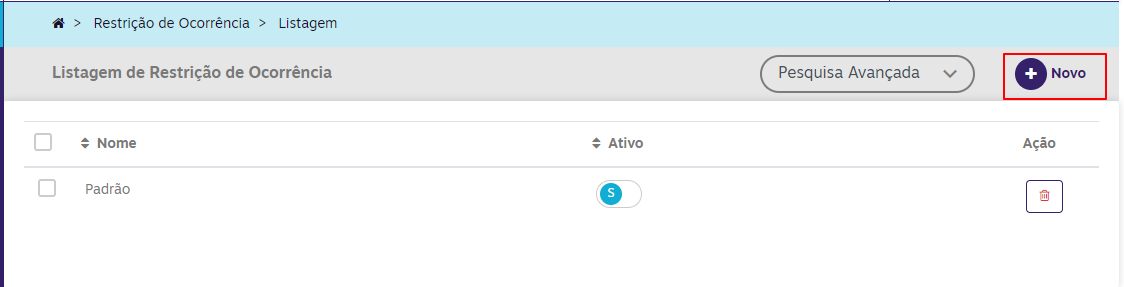 > Restrição de Ocorrência > Listagem
Listagem de Restrição de Ocorrência
Pesquisa Avançada
Novo
Nome
Ativo
Ação
Padrão
S